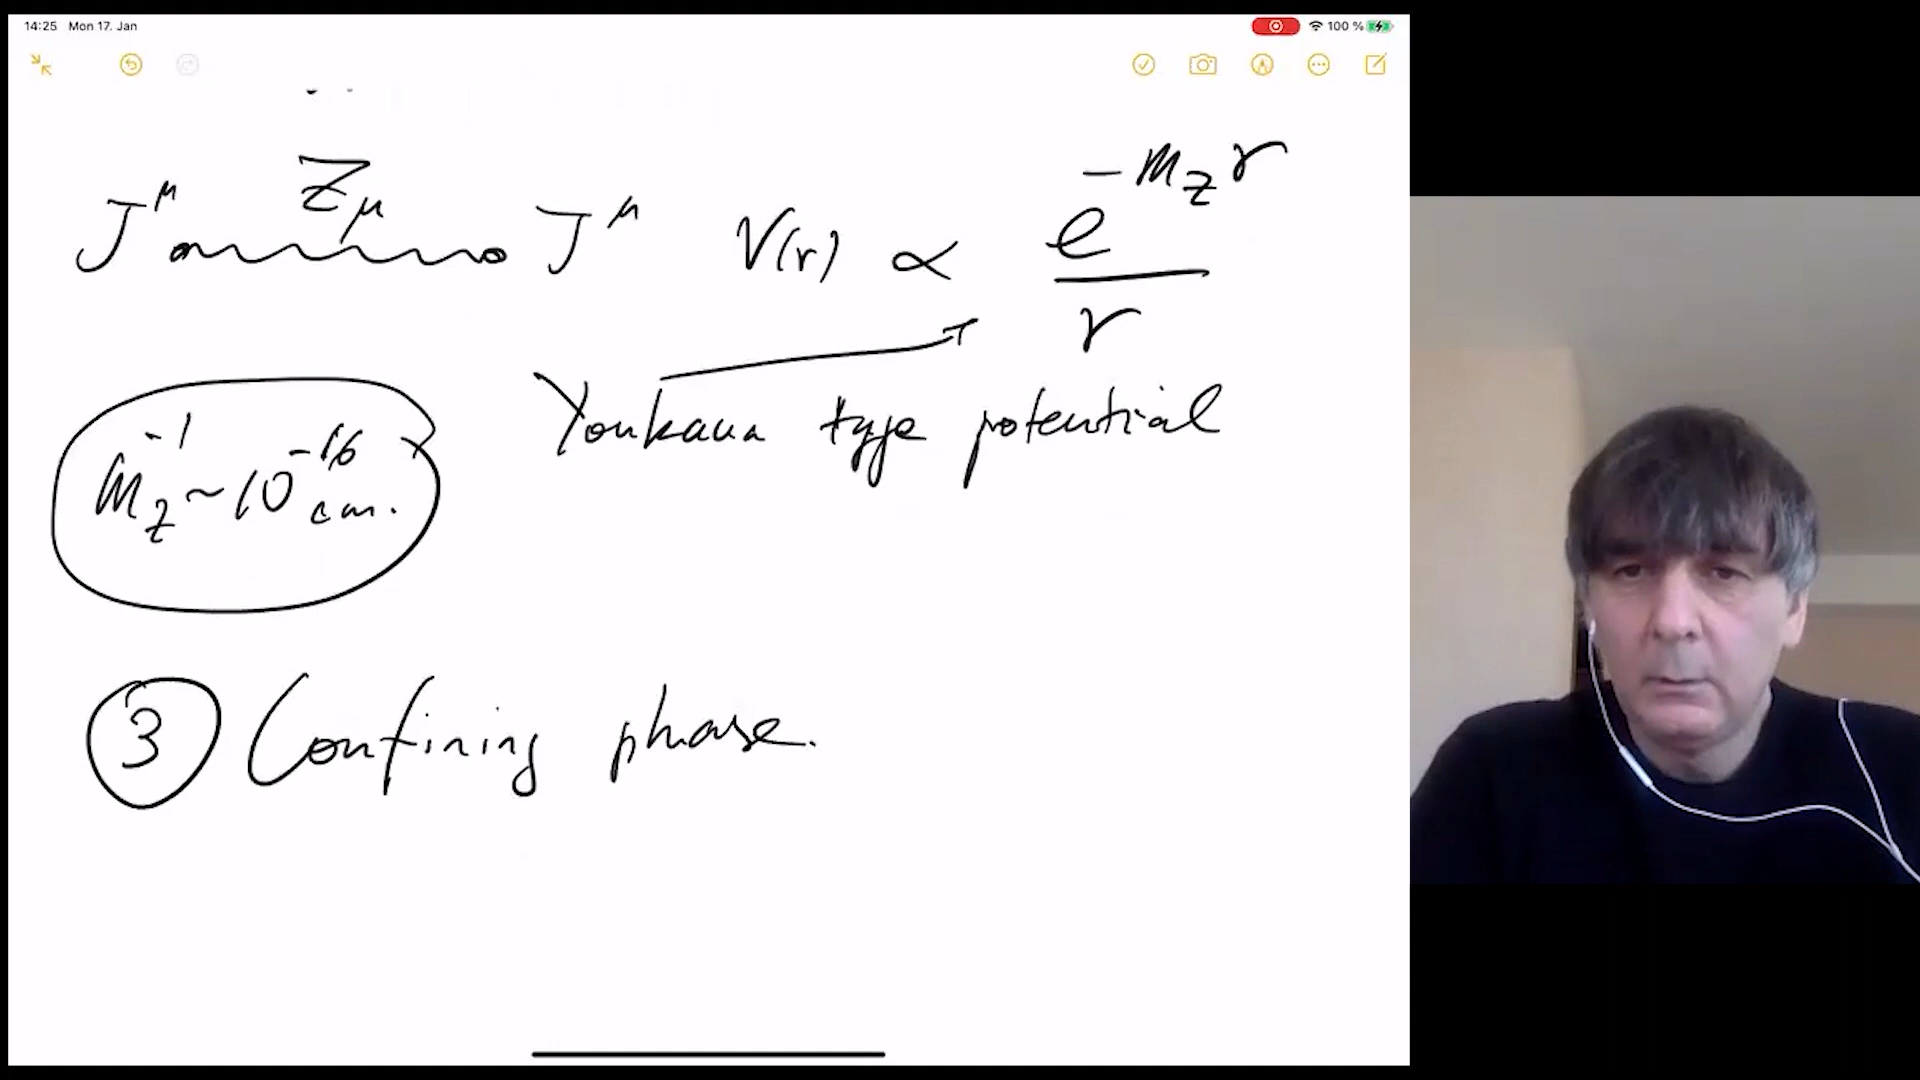 14:25 Mon 17. Jan 100 %
J^μ Z_μ J^μ V(r) ∝ e^{-m_Z r} / r
Youkawa type potential
m_Z^{-1} ~ 10^{-16} cm.
3 Confining phase.